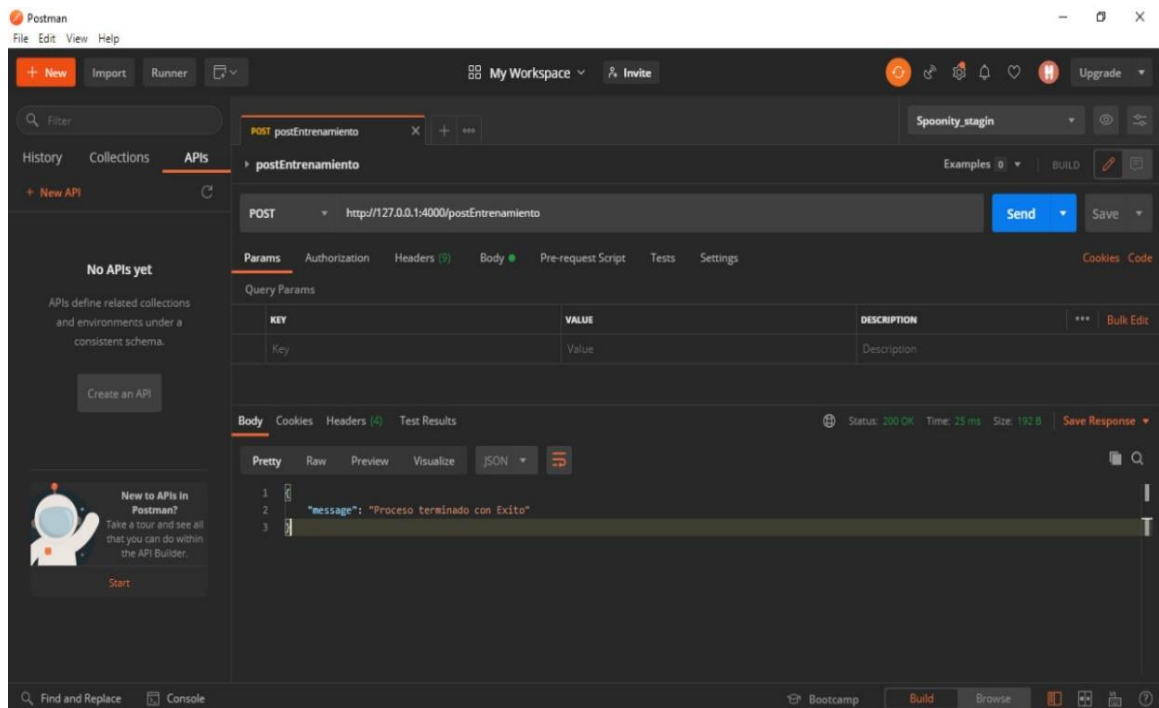 Postman
File Edit View Help
+ New Import Runner My Workspace Invite Upgrade
Filter
History Collections APIs
+ New API
No APIs yet
APIs define related collections
and environments under a
consistent schema.
Create an API
New to APIs in
Postman?
Take a tour and see all
that you can do within
the API Builder.
Start
POST postEntrenamiento
Spoonity_stagin
postEntrenamiento Examples 0 BUILD
POST http://127.0.0.1:4000/postEntrenamiento Send Save
Params Authorization Headers (9) Body Pre-request Script Tests Settings Cookies Code
Query Params
KEY VALUE DESCRIPTION Bulk Edit
Key Value Description
Body Cookies Headers (4) Test Results Status: 200 OK Time: 25 ms Size: 192 B Save Response
Pretty Raw Preview Visualize JSON
1 {
2 "message": "Proceso terminado con Exito"
3 }
Find and Replace Console Bootcamp Build Browse